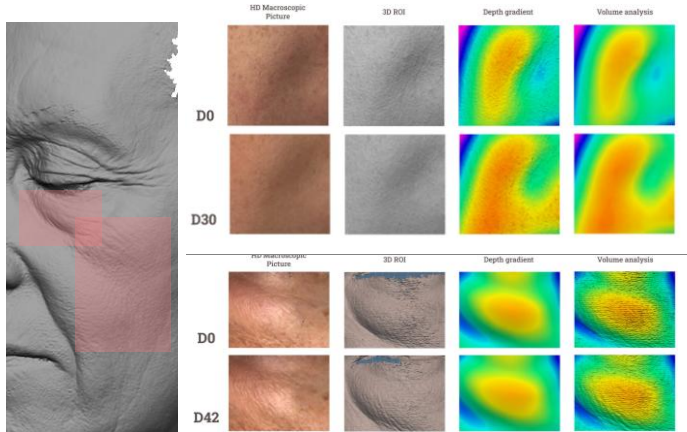 HD Macroscopic
Picture
3D ROI
Depth gradient
Volume analysis
D0
D30
HD Macroscopic
Picture
3D ROI
Depth gradient
Volume analysis
D0
D42